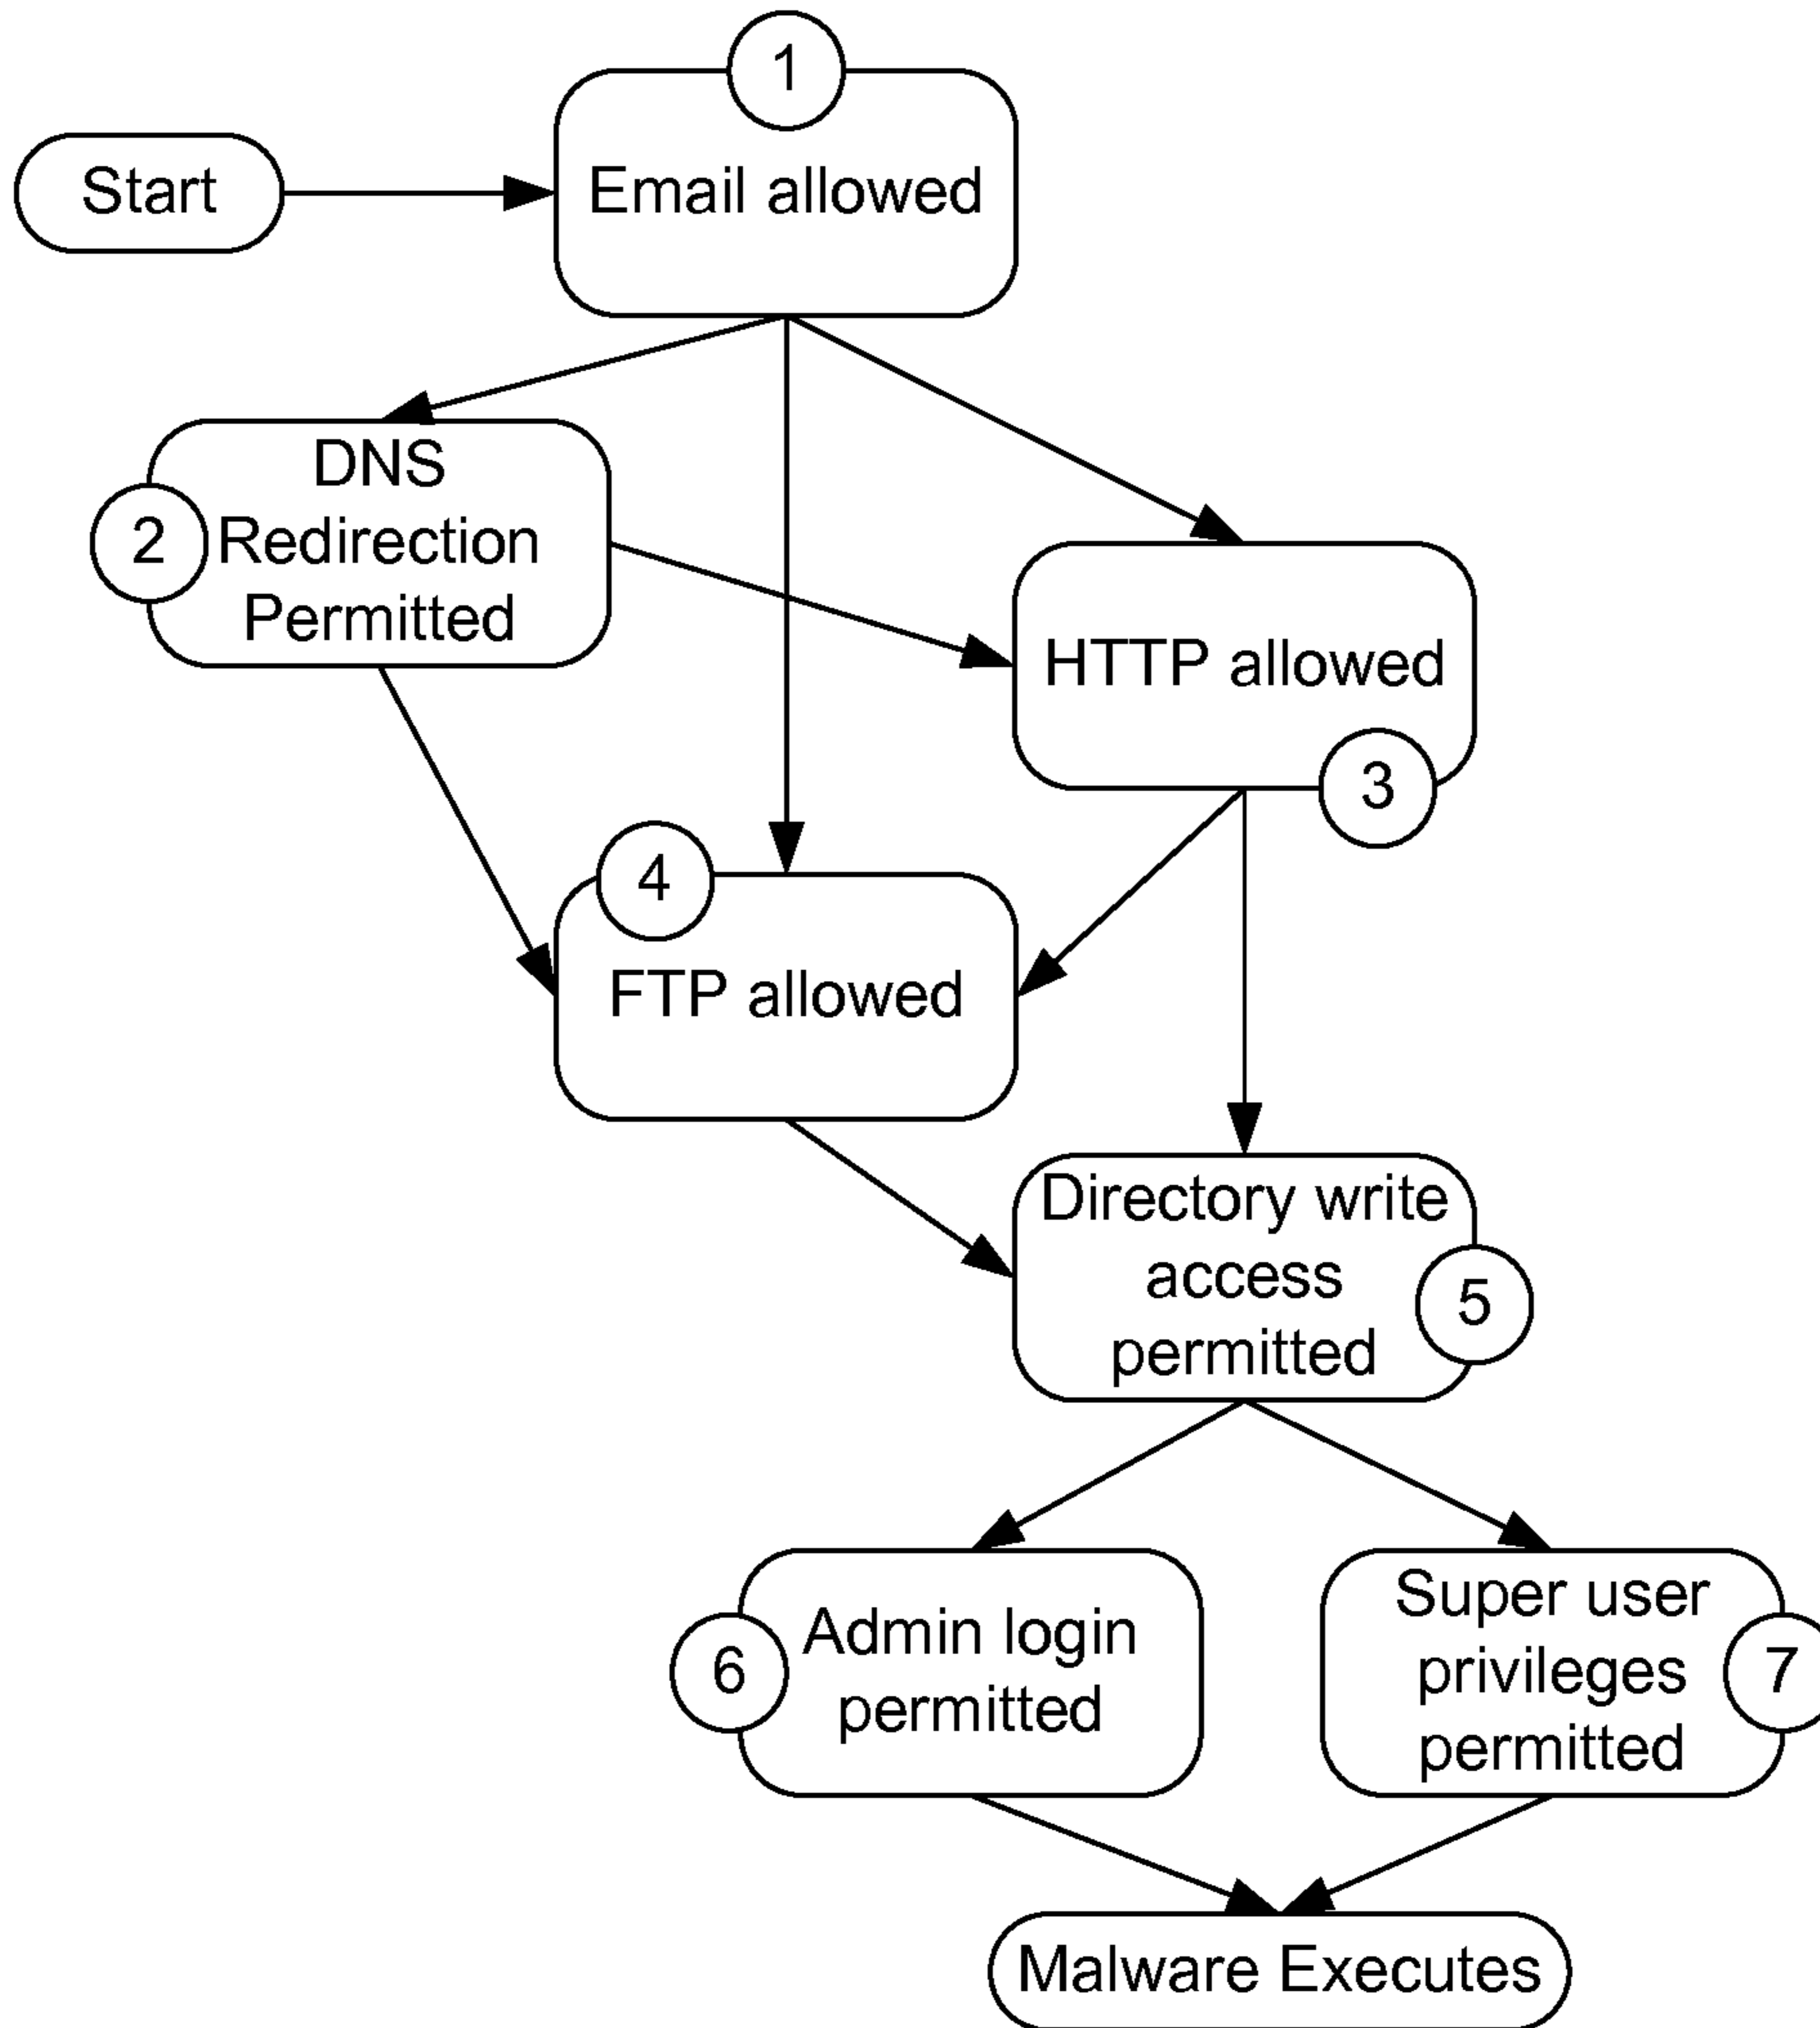 1
Start
Email allowed
DNS
2
Redirection
Permitted
HTTP allowed
3
4
FTP allowed
Directory write
access
5
permitted
Admin login
6
permitted
Super user
privileges
7
permitted
Malware Executes